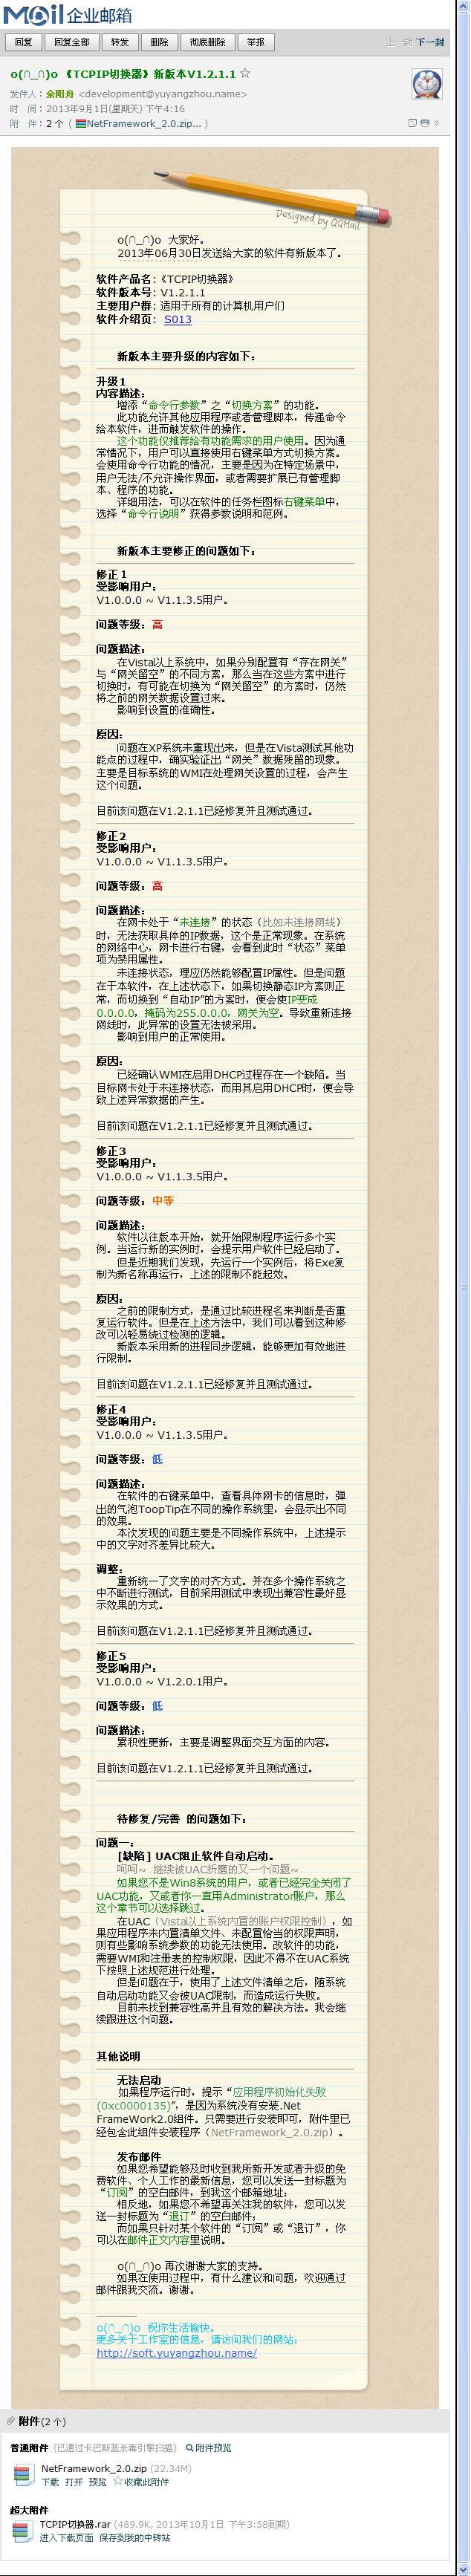 Mail 企业邮箱
回复 回复全部 转发 删除 彻底删除 举报 上一封 下一封
o(∩_∩)o 《TCPIP切换器》新版本V1.2.1.1 ☆
发件人：余阳舟 <development@yuyangzhou.name>
时 间：2013年9月1日(星期天) 下午4:16
附 件：2 个 ( NetFramework_2.0.zip... )
Designed by QQMail
o(∩_∩)o 大家好。
2013年06月30日发送给大家的软件有新版本了。
软件产品名：《TCPIP切换器》
软件版本号：V1.2.1.1
主要用户群：适用于所有的计算机用户们
软件介绍页： S013
新版本主要升级的内容如下：
升级1
内容描述：
增添“命令行参数”之“切换方案”的功能。
此功能允许其他应用程序或者管理脚本，传递命令
给本软件，进而触发软件的操作。
这个功能仅推荐给有功能需求的用户使用。因为通
常情况下，用户可以直接使用右键菜单方式切换方案。
会使用命令行功能的情况，主要是因为在特定场景中，
用户无法/不允许操作界面，或者需要扩展已有管理脚
本、程序的功能。
详细用法，可以在软件的任务栏图标右键菜单中，
选择“命令行说明”获得参数说明和范例。
新版本主要修正的问题如下：
修正1
受影响用户：
V1.0.0.0 ~ V1.1.3.5用户。
问题等级：高
问题描述：
在Vista以上系统中，如果分别配置有“存在网关”
与“网关留空”的不同方案，那么当在这些方案中进行
切换时，有可能在切换为“网关留空”的方案时，仍然
将之前的网关数据设置过来。
影响到设置的准确性。
原因：
问题在XP系统未重现出来，但是在Vista测试其他功
能点的过程中，确实验证出“网关”数据残留的现象。
主要是目标系统的WMI在处理网关设置的过程，会产生
这个问题。
目前该问题在V1.2.1.1已经修复并且测试通过。
修正2
受影响用户：
V1.0.0.0 ~ V1.1.3.5用户。
问题等级：高
问题描述：
在网卡处于“未连接”的状态（比如未连接网线）
时，无法获取具体的IP数据，这个是正常现象。在系统
的网络中心，网卡进行右键，会看到此时“状态”菜单
项为禁用属性。
未连接状态，理应仍然能够配置IP属性。但是问题
在于本软件，在上述状态下，如果切换静态IP方案则正
常，而切换到“自动IP”的方案时，便会使IP变成
0.0.0.0，掩码为255.0.0.0，网关为空。导致重新连接
网线时，此异常的设置无法被采用。
影响到用户的正常使用。
原因：
已经确认WMI在启用DHCP过程存在一个缺陷。当
目标网卡处于未连接状态，而用其启用DHCP时，便会导
致上述异常数据的产生。
目前该问题在V1.2.1.1已经修复并且测试通过。
修正3
受影响用户：
V1.0.0.0 ~ V1.1.3.5用户。
问题等级：中等
问题描述：
软件以往版本开始，就开始限制程序运行多个实
例。当运行新的实例时，会提示用户软件已经启动了。
但是近期我们发现，先运行一个实例后，将Exe复
制为新名称再运行，上述的限制不能起效。
原因：
之前的限制方式，是通过比较进程名来判断是否重
复运行软件。但是在上述方法中，我们可以看到这种修
改可以轻易绕过检测的逻辑。
新版本采用新的进程同步逻辑，能够更加有效地进
行限制。
目前该问题在V1.2.1.1已经修复并且测试通过。
修正4
受影响用户：
V1.0.0.0 ~ V1.1.3.5用户。
问题等级：低
问题描述：
在软件的右键菜单中，查看具体网卡的信息时，弹
出的气泡ToopTip在不同的操作系统里，会显示出不同
的效果。
本次发现的问题主要是不同操作系统中，上述提示
中的文字对齐差异比较大。
调整：
重新统一了文字的对齐方式。并在多个操作系统之
中不断进行测试，目前采用测试中表现出兼容性最好显
示效果的方式。
目前该问题在V1.2.1.1已经修复并且测试通过。
修正5
受影响用户：
V1.0.0.0 ~ V1.2.0.1用户。
问题等级：低
问题描述：
累积性更新，主要是调整界面交互方面的内容。
目前该问题在V1.2.1.1已经修复并且测试通过。
待修复/完善 的问题如下：
问题一：
[缺陷] UAC阻止软件自动启动。
呵呵~ 继续被UAC折磨的又一个问题~
如果您不是Win8系统的用户，或者已经完全关闭了
UAC功能，又或者你一直用Administrator账户，那么
这个章节可以选择跳过。
在UAC（Vista以上系统内置的账户权限控制），如
果应用程序未内置清单文件、未配置恰当的权限声明，
则有些影响系统参数的功能无法使用。改软件的功能，
需要WMI和注册表的控制权限，因此不得不在UAC系统
下按照上述规范进行处理。
但是问题在于，使用了上述文件清单之后，随系统
自动启动功能又会被UAC限制，而造成运行失败。
目前未找到兼容性高并且有效的解决方法。我会继
续跟进这个问题。
其他说明
无法启动
如果程序运行时，提示“应用程序初始化失败
(0xc0000135)”，是因为系统没有安装.Net
FrameWork2.0组件。只需要进行安装即可，附件里已
经包含此组件安装程序（NetFramework_2.0.zip）。
发布邮件
如果您希望能够及时收到我所新开发或者升级的免
费软件、个人工作的最新信息，您可以发送一封标题为
“订阅”的空白邮件，到我这个邮箱地址；
相反地，如果您不希望再关注我的软件，您可以发
送一封标题为“退订”的空白邮件；
而如果只针对某个软件的“订阅”或“退订”，你
可以在邮件正文内容里说明。
o(∩_∩)o 再次谢谢大家的支持。
如果在使用过程中，有什么建议和问题，欢迎通过
邮件跟我交流。谢谢。
o(∩_∩)o 祝你生活愉快。
更多关于工作室的信息，请访问我们的网站：
http://soft.yuyangzhou.name/
附件(2 个)
普通附件 (已通过卡巴斯基杀毒引擎扫描) 附件预览
NetFramework_2.0.zip (22.34M)
下载 打开 预览 ☆收藏此附件
超大附件
TCPIP切换器.rar (489.9K, 2013年10月1日 下午3:58到期)
进入下载页面 保存到我的中转站